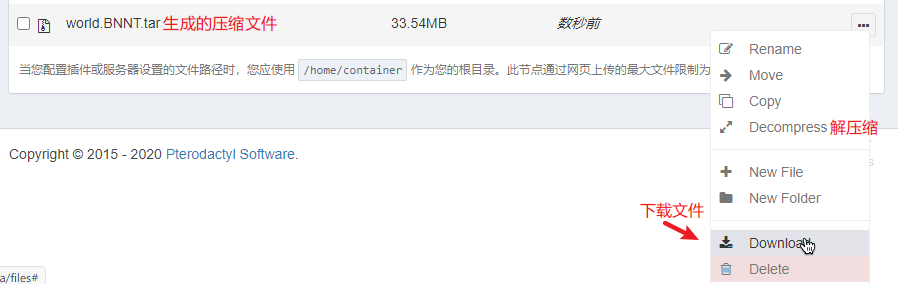 world.BNNT.tar 生成的压缩文件 33.54MB 数秒前
Rename
当您配置插件或服务器设置的文件路径时，您应使用 /home/container 作为您的根目录。此节点通过网页上传的最大文件限制为
Move
Copy
Decompress 解压缩
Copyright © 2015 - 2020 Pterodactyl Software.
New File
New Folder
下载文件
Download
Delete
a/files#